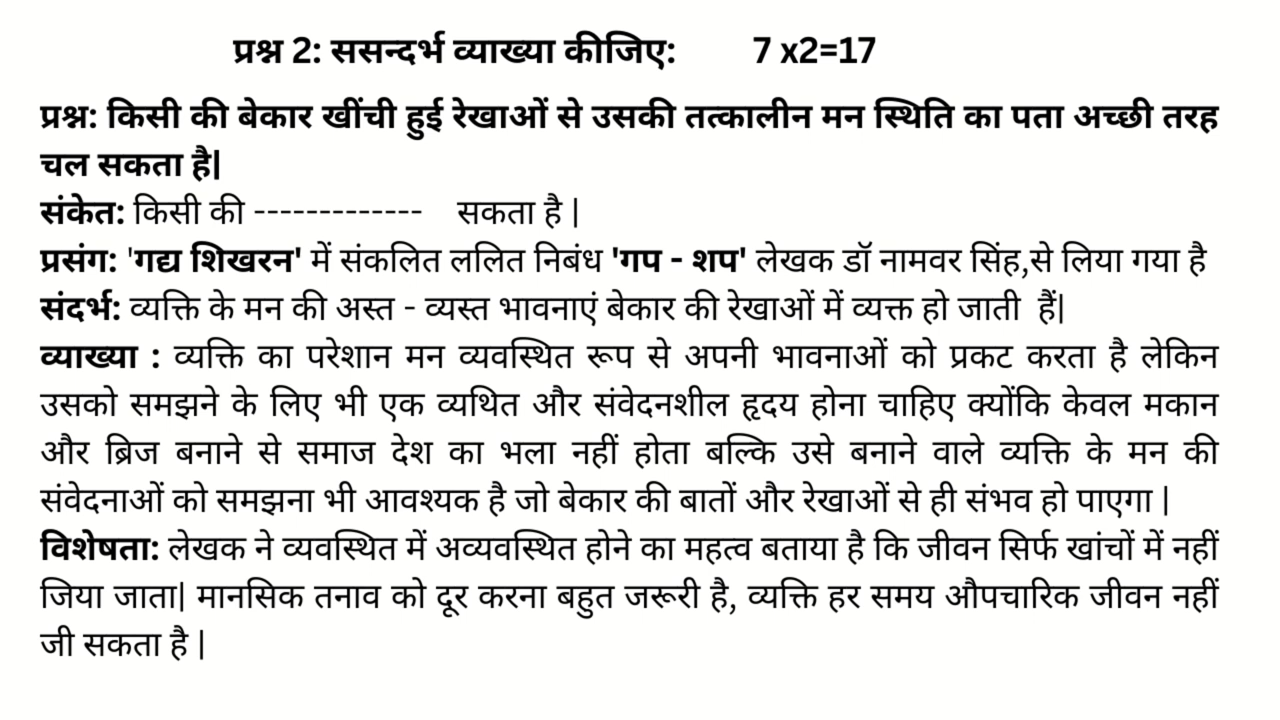 प्रश्न 2: ससन्दर्भ व्याख्या कीजिए: 7 x2=17
प्रश्न: किसी की बेकार खींची हुई रेखाओं से उसकी तत्कालीन मन स्थिति का पता अच्छी तरह
चल सकता है|
संकेत: किसी की ------------- सकता है |
प्रसंग: 'गद्य शिखरन' में संकलित ललित निबंध 'गप - शप' लेखक डॉ नामवर सिंह,से लिया गया है
संदर्भ: व्यक्ति के मन की अस्त - व्यस्त भावनाएं बेकार की रेखाओं में व्यक्त हो जाती हैं|
व्याख्या : व्यक्ति का परेशान मन व्यवस्थित रूप से अपनी भावनाओं को प्रकट करता है लेकिन
उसको समझने के लिए भी एक व्यथित और संवेदनशील हृदय होना चाहिए क्योंकि केवल मकान
और ब्रिज बनाने से समाज देश का भला नहीं होता बल्कि उसे बनाने वाले व्यक्ति के मन की
संवेदनाओं को समझना भी आवश्यक है जो बेकार की बातों और रेखाओं से ही संभव हो पाएगा |
विशेषता: लेखक ने व्यवस्थित में अव्यवस्थित होने का महत्व बताया है कि जीवन सिर्फ खांचों में नहीं
जिया जाता| मानसिक तनाव को दूर करना बहुत जरूरी है, व्यक्ति हर समय औपचारिक जीवन नहीं
जी सकता है |